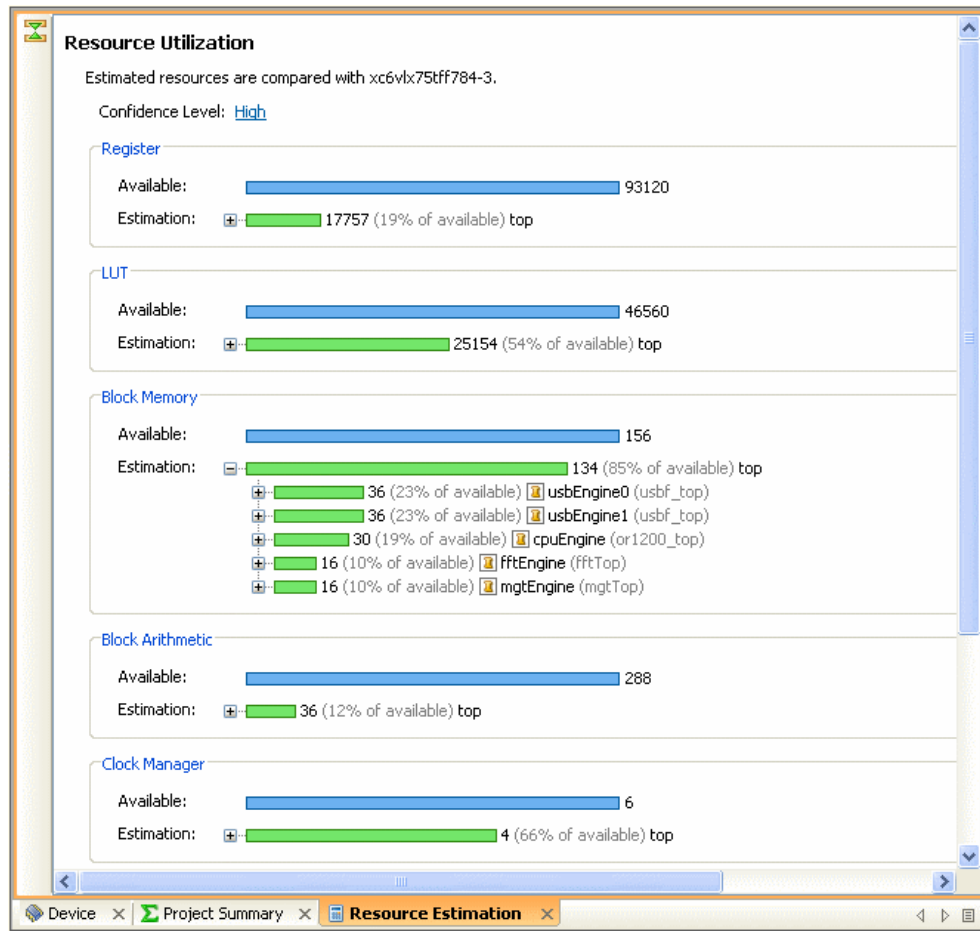 Resource Utilization
Estimated resources are compared with xc6vlx75tff784-3.
Confidence Level: High
Register
Available: 93120
Estimation: 17757 (19% of available) top
LUT
Available: 46560
Estimation: 25154 (54% of available) top
Block Memory
Available: 156
Estimation: 134 (85% of available) top
36 (23% of available) usbEngine0 (usbf_top)
36 (23% of available) usbEngine1 (usbf_top)
30 (19% of available) cpuEngine (or1200_top)
16 (10% of available) fftEngine (fftTop)
16 (10% of available) mgtEngine (mgtTop)
Block Arithmetic
Available: 288
Estimation: 36 (12% of available) top
Clock Manager
Available: 6
Estimation: 4 (66% of available) top
Device Project Summary Resource Estimation